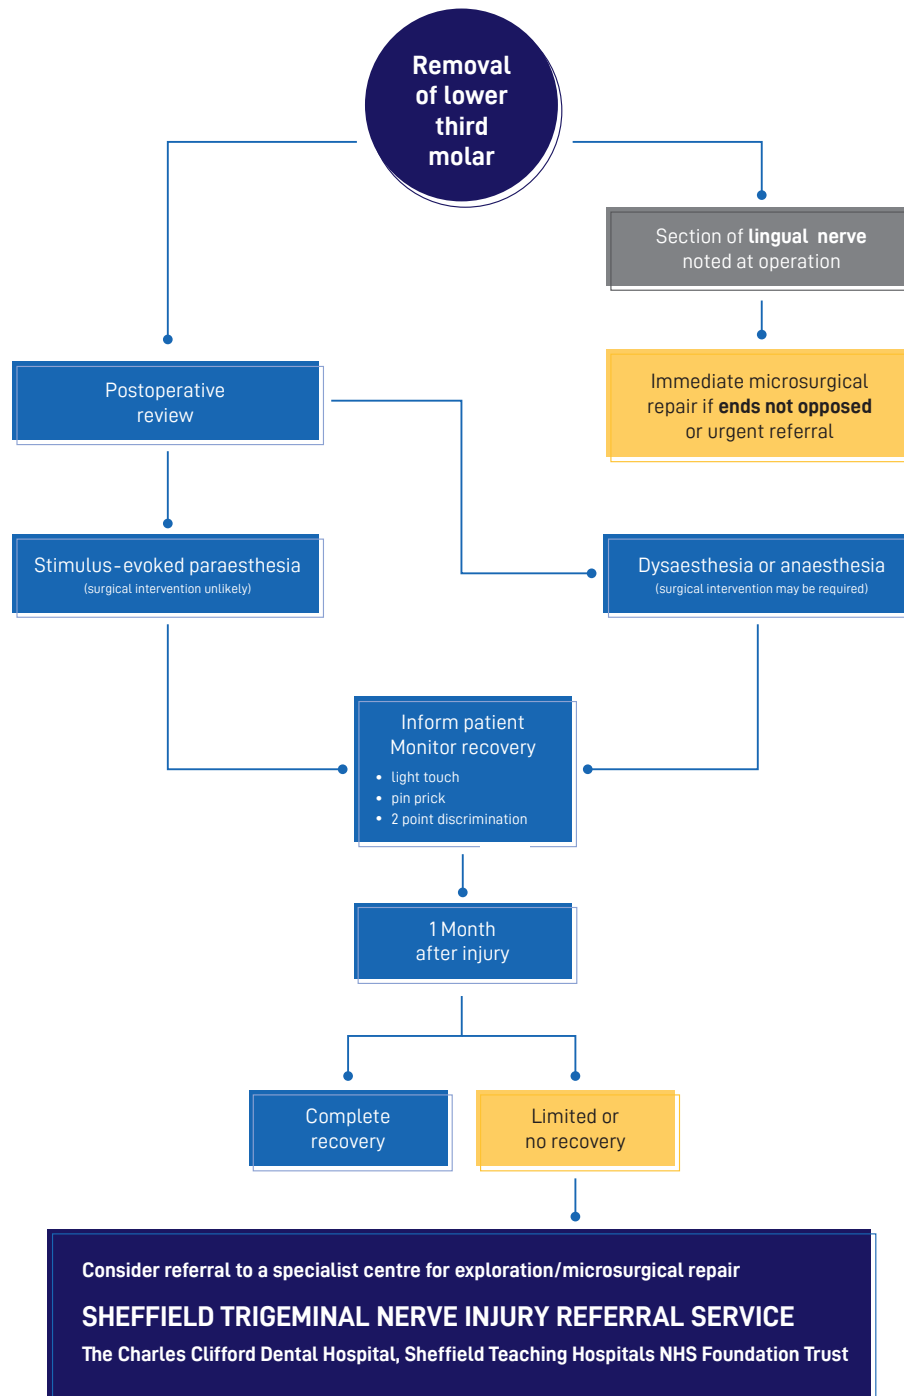 Removal
of lower
third
molar
Section of lingual nerve
noted at operation
Immediate microsurgical
repair if ends not opposed
or urgent referral
Postoperative
review
Stimulus-evoked paraesthesia
(surgical intervention unlikely)
Dysaesthesia or anaesthesia
(surgical intervention may be required)
Inform patient
Monitor recovery
• light touch
• pin prick
• 2 point discrimination
1 Month
after injury
Complete
recovery
Limited or
no recovery
Consider referral to a specialist centre for exploration/microsurgical repair
SHEFFIELD TRIGEMINAL NERVE INJURY REFERRAL SERVICE
The Charles Clifford Dental Hospital, Sheffield Teaching Hospitals NHS Foundation Trust